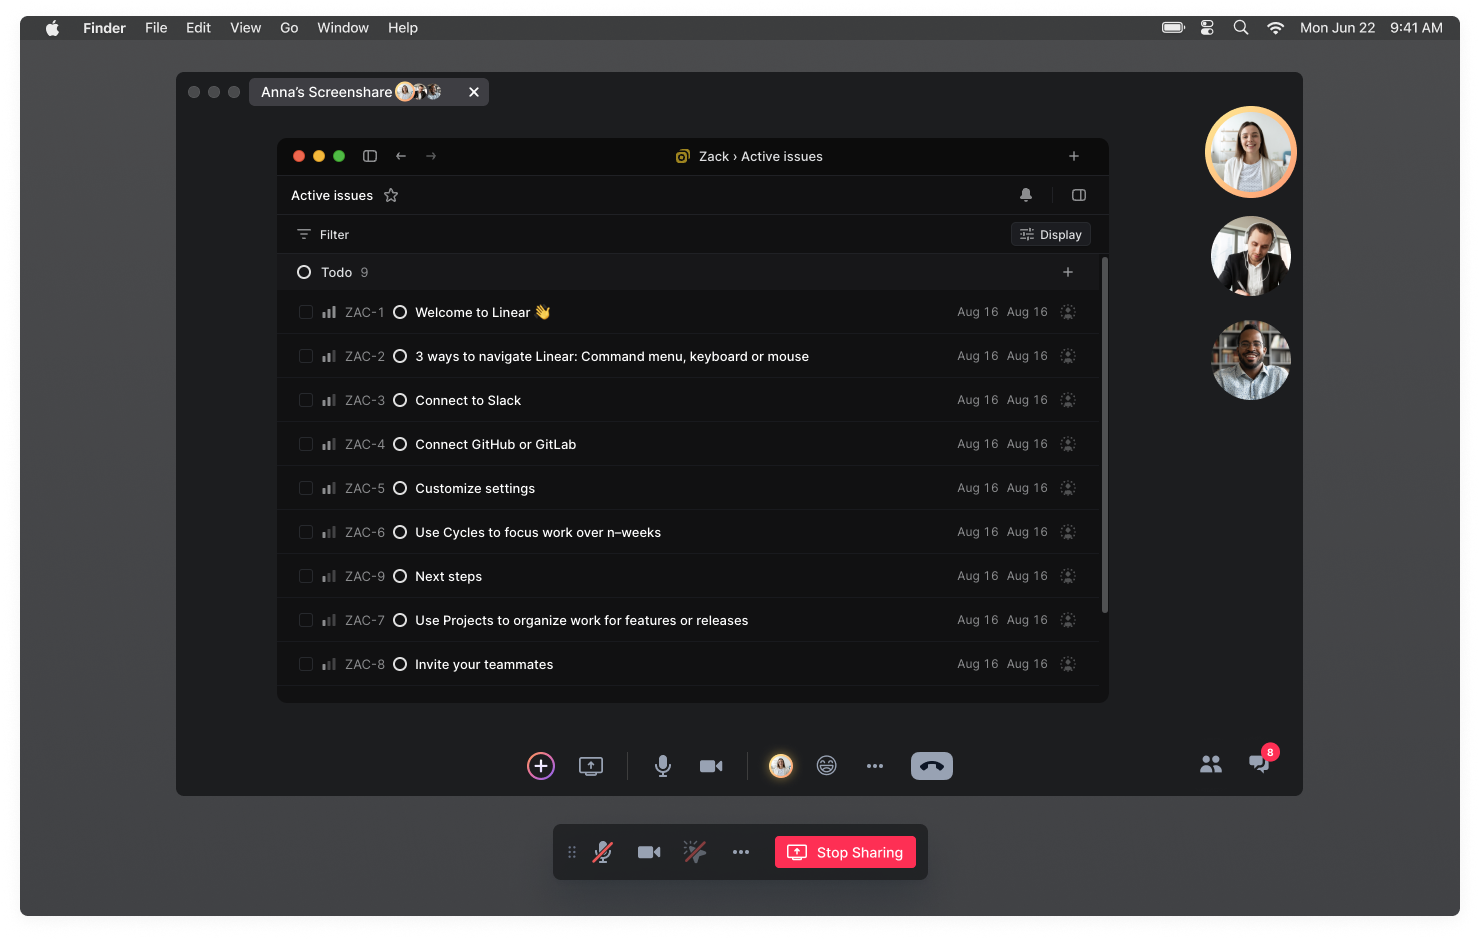 Finder File Edit View Go Window Help Mon Jun 22 9:41 AM
Anna’s Screenshare
Zack › Active issues
Active issues
Filter Display
Todo 9
ZAC-1 Welcome to Linear 👋 Aug 16 Aug 16
ZAC-2 3 ways to navigate Linear: Command menu, keyboard or mouse Aug 16 Aug 16
ZAC-3 Connect to Slack Aug 16 Aug 16
ZAC-4 Connect GitHub or GitLab Aug 16 Aug 16
ZAC-5 Customize settings Aug 16 Aug 16
ZAC-6 Use Cycles to focus work over n–weeks Aug 16 Aug 16
ZAC-9 Next steps Aug 16 Aug 16
ZAC-7 Use Projects to organize work for features or releases Aug 16 Aug 16
ZAC-8 Invite your teammates Aug 16 Aug 16
8
Stop Sharing